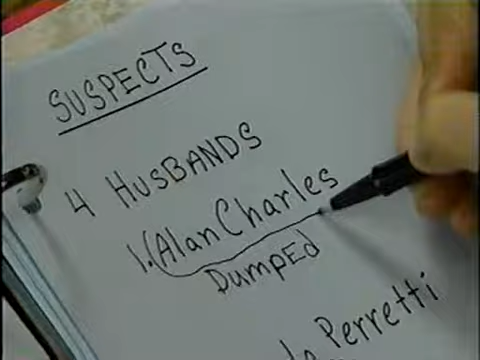 SUSPECTS
4 HUSBANDS
1. Alan Charles
DUMPED
Perretti